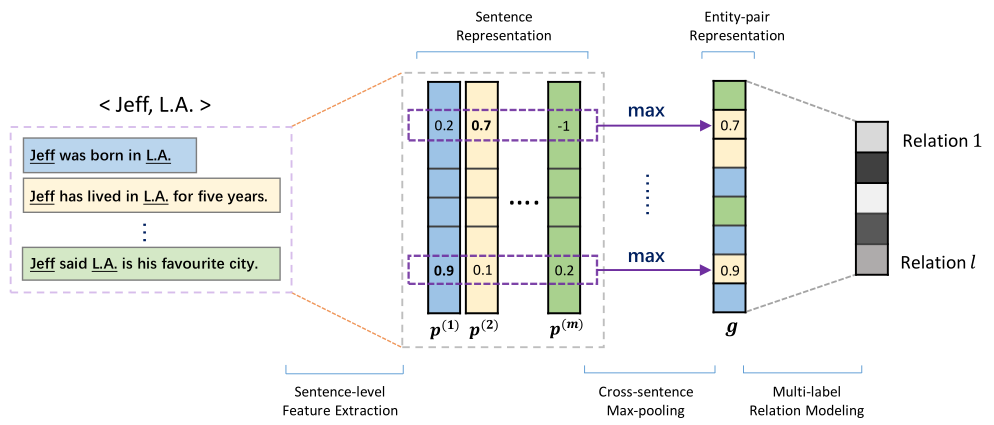 Sentence
Representation
Entity-pair
Representation
< Jeff, L.A. >
Jeff was born in L.A.
Jeff has lived in L.A. for five years.
⋮
Jeff said L.A. is his favourite city.
0.2 0.7 -1
....
0.9 0.1 0.2
p(1) p(2) p(m)
max
......
max
0.7
0.9
g
Relation 1
Relation l
Sentence-level
Feature Extraction
Cross-sentence
Max-pooling
Multi-label
Relation Modeling